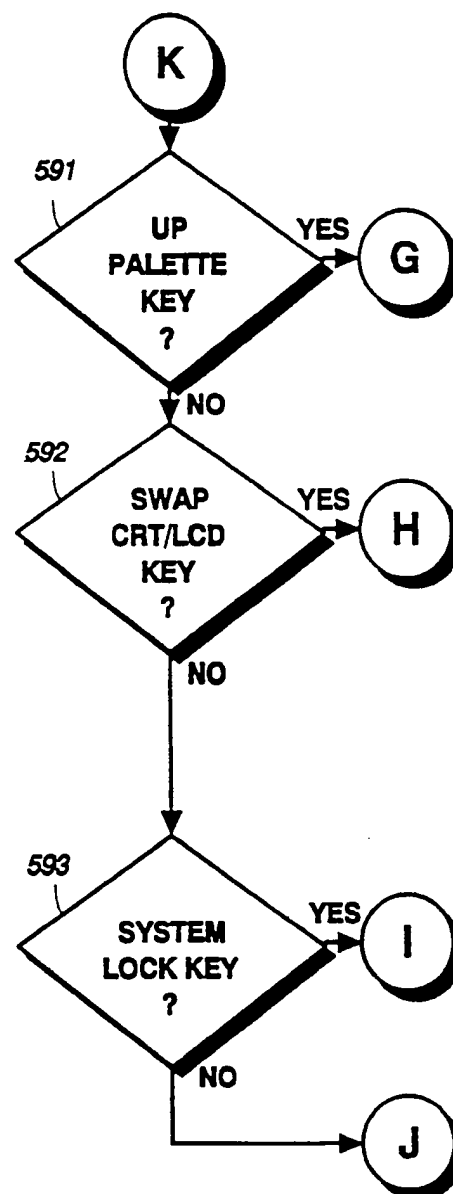 K
591
UP
PALETTE
KEY
?
YES
G
NO
592
SWAP
CRT/LCD
KEY
?
YES
H
NO
593
SYSTEM
LOCK KEY
?
YES
I
NO
J